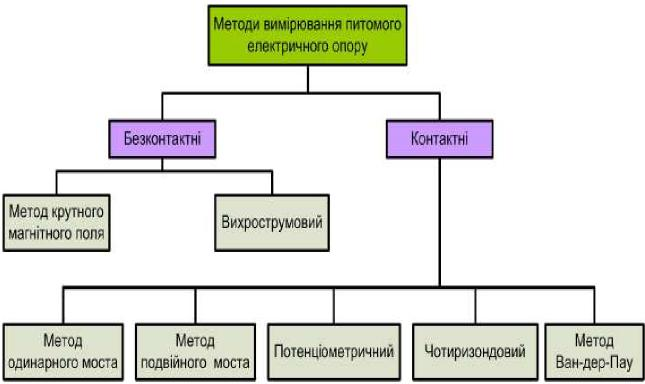 Методи вимірювання питомого
електричного опору
Безконтактні
Контактні
Метод крутного
магнітного поля
Вихрострумовий
Метод
одинарного моста
Метод
подвійного моста
Потенціометричний
Чотиризондовий
Метод
Ван-дер-Пау